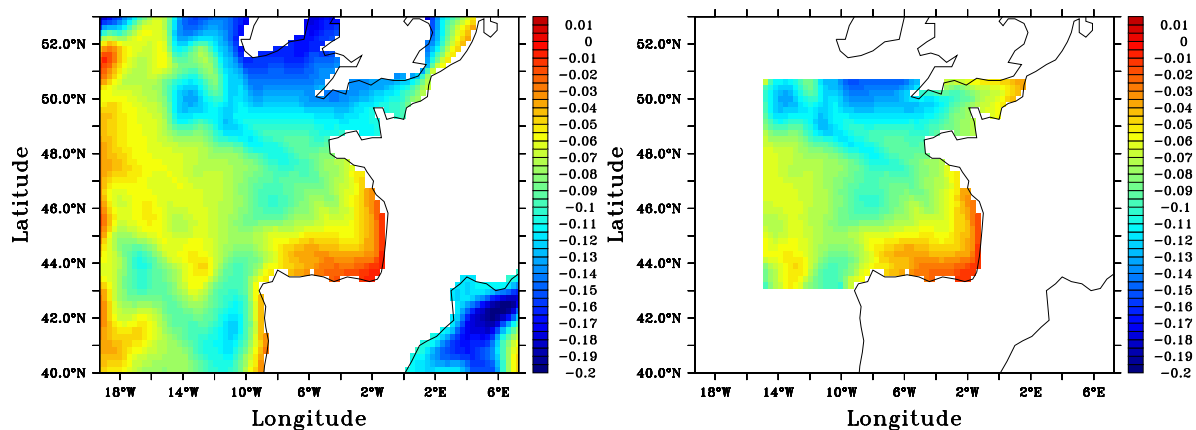 52.0°N
50.0°N
48.0°N
46.0°N
44.0°N
42.0°N
40.0°N
Latitude
18°W 14°W 10°W 6°W 2°W 2°E 6°E
Longitude
0.01
0
-0.01
-0.02
-0.03
-0.04
-0.05
-0.06
-0.07
-0.08
-0.09
-0.1
-0.11
-0.12
-0.13
-0.14
-0.15
-0.16
-0.17
-0.18
-0.19
-0.2
52.0°N
50.0°N
48.0°N
46.0°N
44.0°N
42.0°N
40.0°N
Latitude
18°W 14°W 10°W 6°W 2°W 2°E 6°E
Longitude
0.01
0
-0.01
-0.02
-0.03
-0.04
-0.05
-0.06
-0.07
-0.08
-0.09
-0.1
-0.11
-0.12
-0.13
-0.14
-0.15
-0.16
-0.17
-0.18
-0.19
-0.2